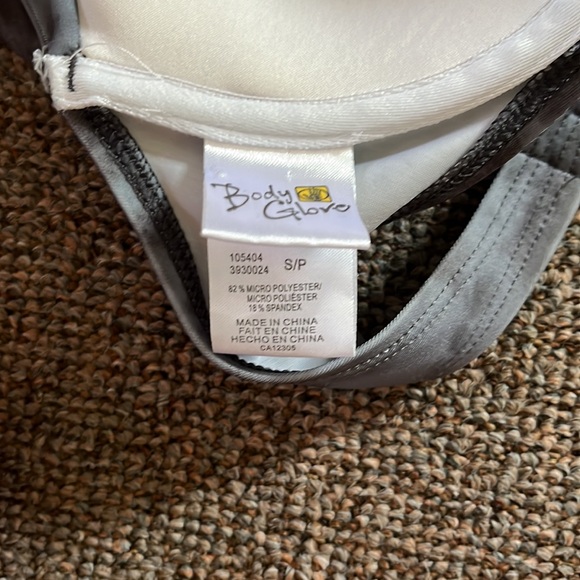 Body
Glove
105404
3930024 S/P
82% MICRO POLYESTER/
MICRO POLIÈSTER
18% SPANDEX
MADE IN CHINA
FAIT EN CHINE
HECHO EN CHINA
CA12305